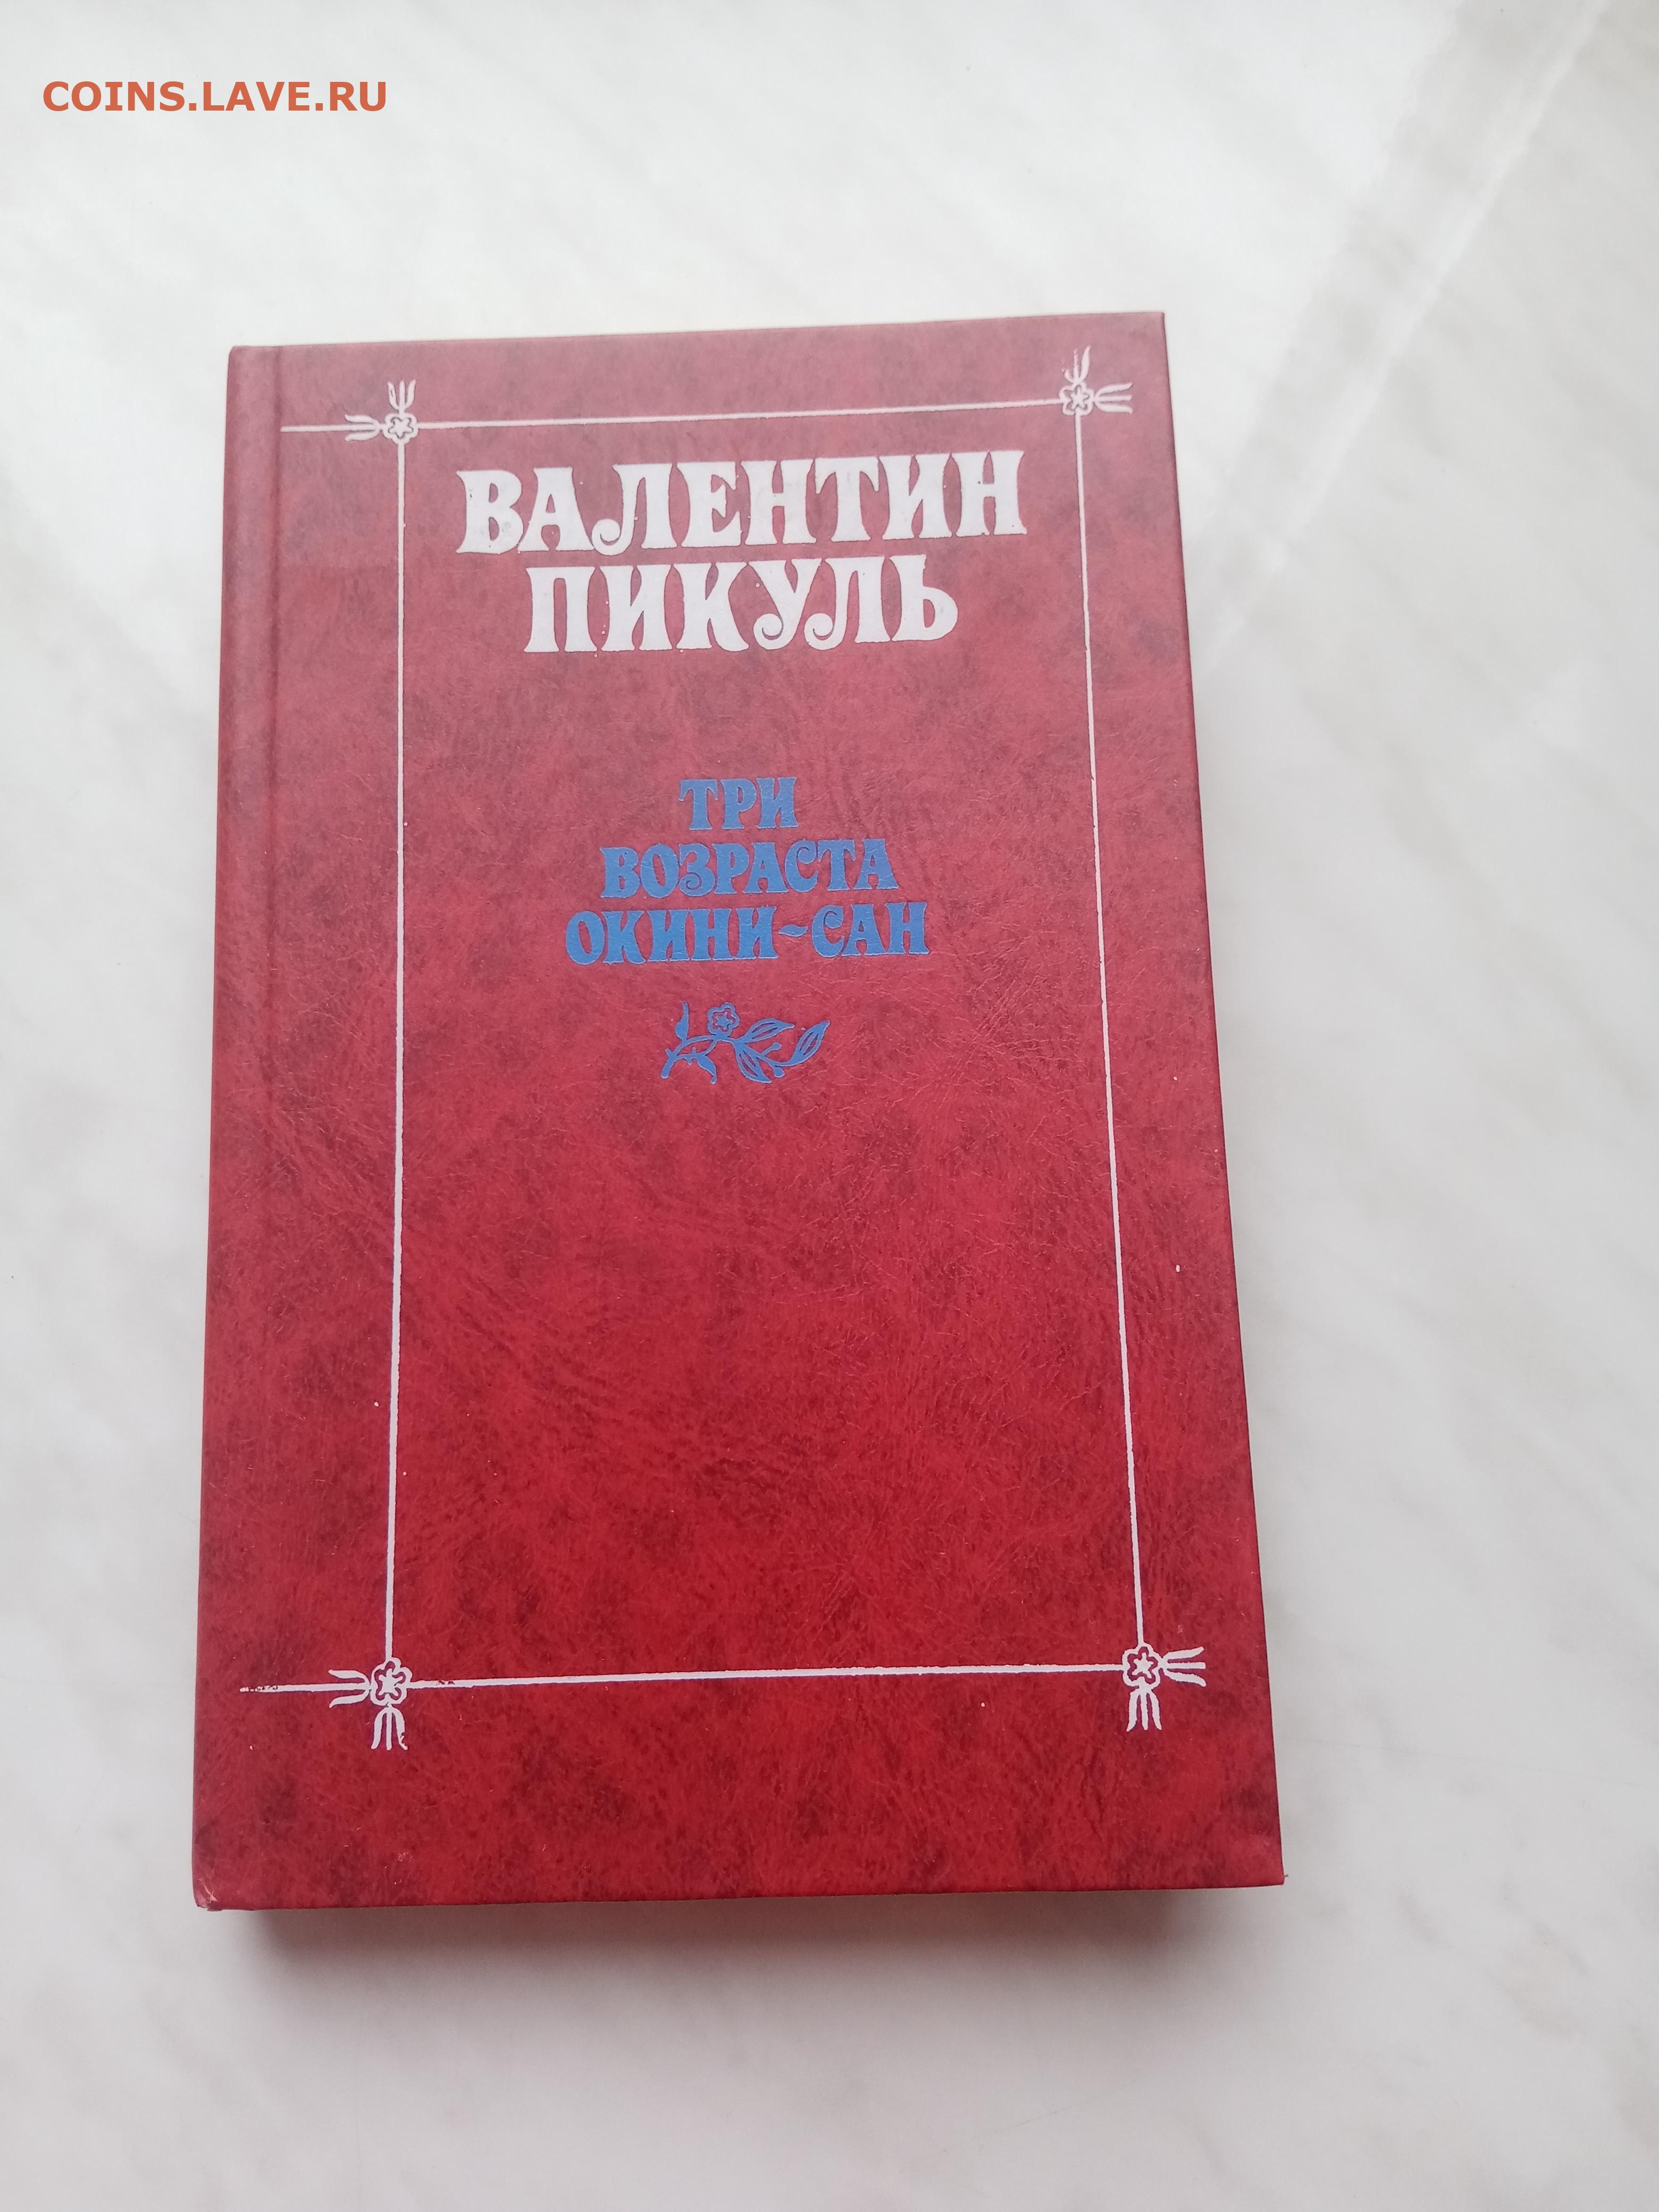 COINS.LAVE.RU
ВАЛЕНТИН
ПИКУЛЬ
ТРИ
ВОЗРАСТА
ОКИНИ-САН